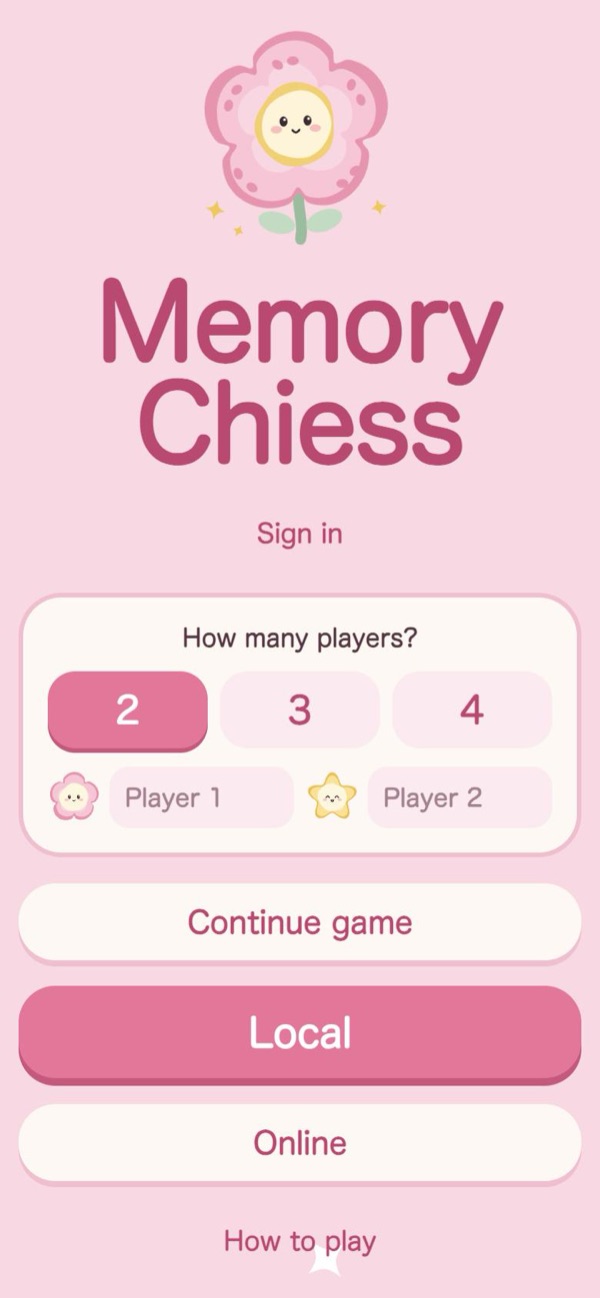 Memory
Chiess
Sign in
How many players?
2 3 4
Player 1 Player 2
Continue game
Local
Online
How to play